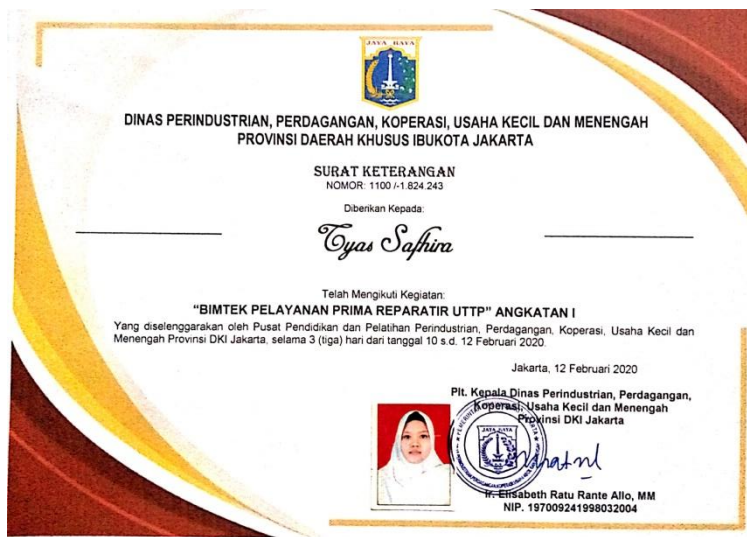 JAYA RAYA
DINAS PERINDUSTRIAN, PERDAGANGAN, KOPERASI, USAHA KECIL DAN MENENGAH
PROVINSI DAERAH KHUSUS IBUKOTA JAKARTA
SURAT KETERANGAN
NOMOR: 1100 /-1.824.243
Diberikan Kepada:
Tyas Safhira
Telah Mengikuti Kegiatan:
"BIMTEK PELAYANAN PRIMA REPARATIR UTTP" ANGKATAN I
Yang diselenggarakan oleh Pusat Pendidikan dan Pelatihan Perindustrian, Perdagangan, Koperasi, Usaha Kecil dan
Menengah Provinsi DKI Jakarta, selama 3 (tiga) hari dari tanggal 10 s.d. 12 Februari 2020.
Jakarta, 12 Februari 2020
Plt. Kepala Dinas Perindustrian, Perdagangan,
Koperasi, Usaha Kecil dan Menengah
Provinsi DKI Jakarta
JAYA RAYA
Ir. Elisabeth Ratu Rante Allo, MM
NIP. 197009241998032004